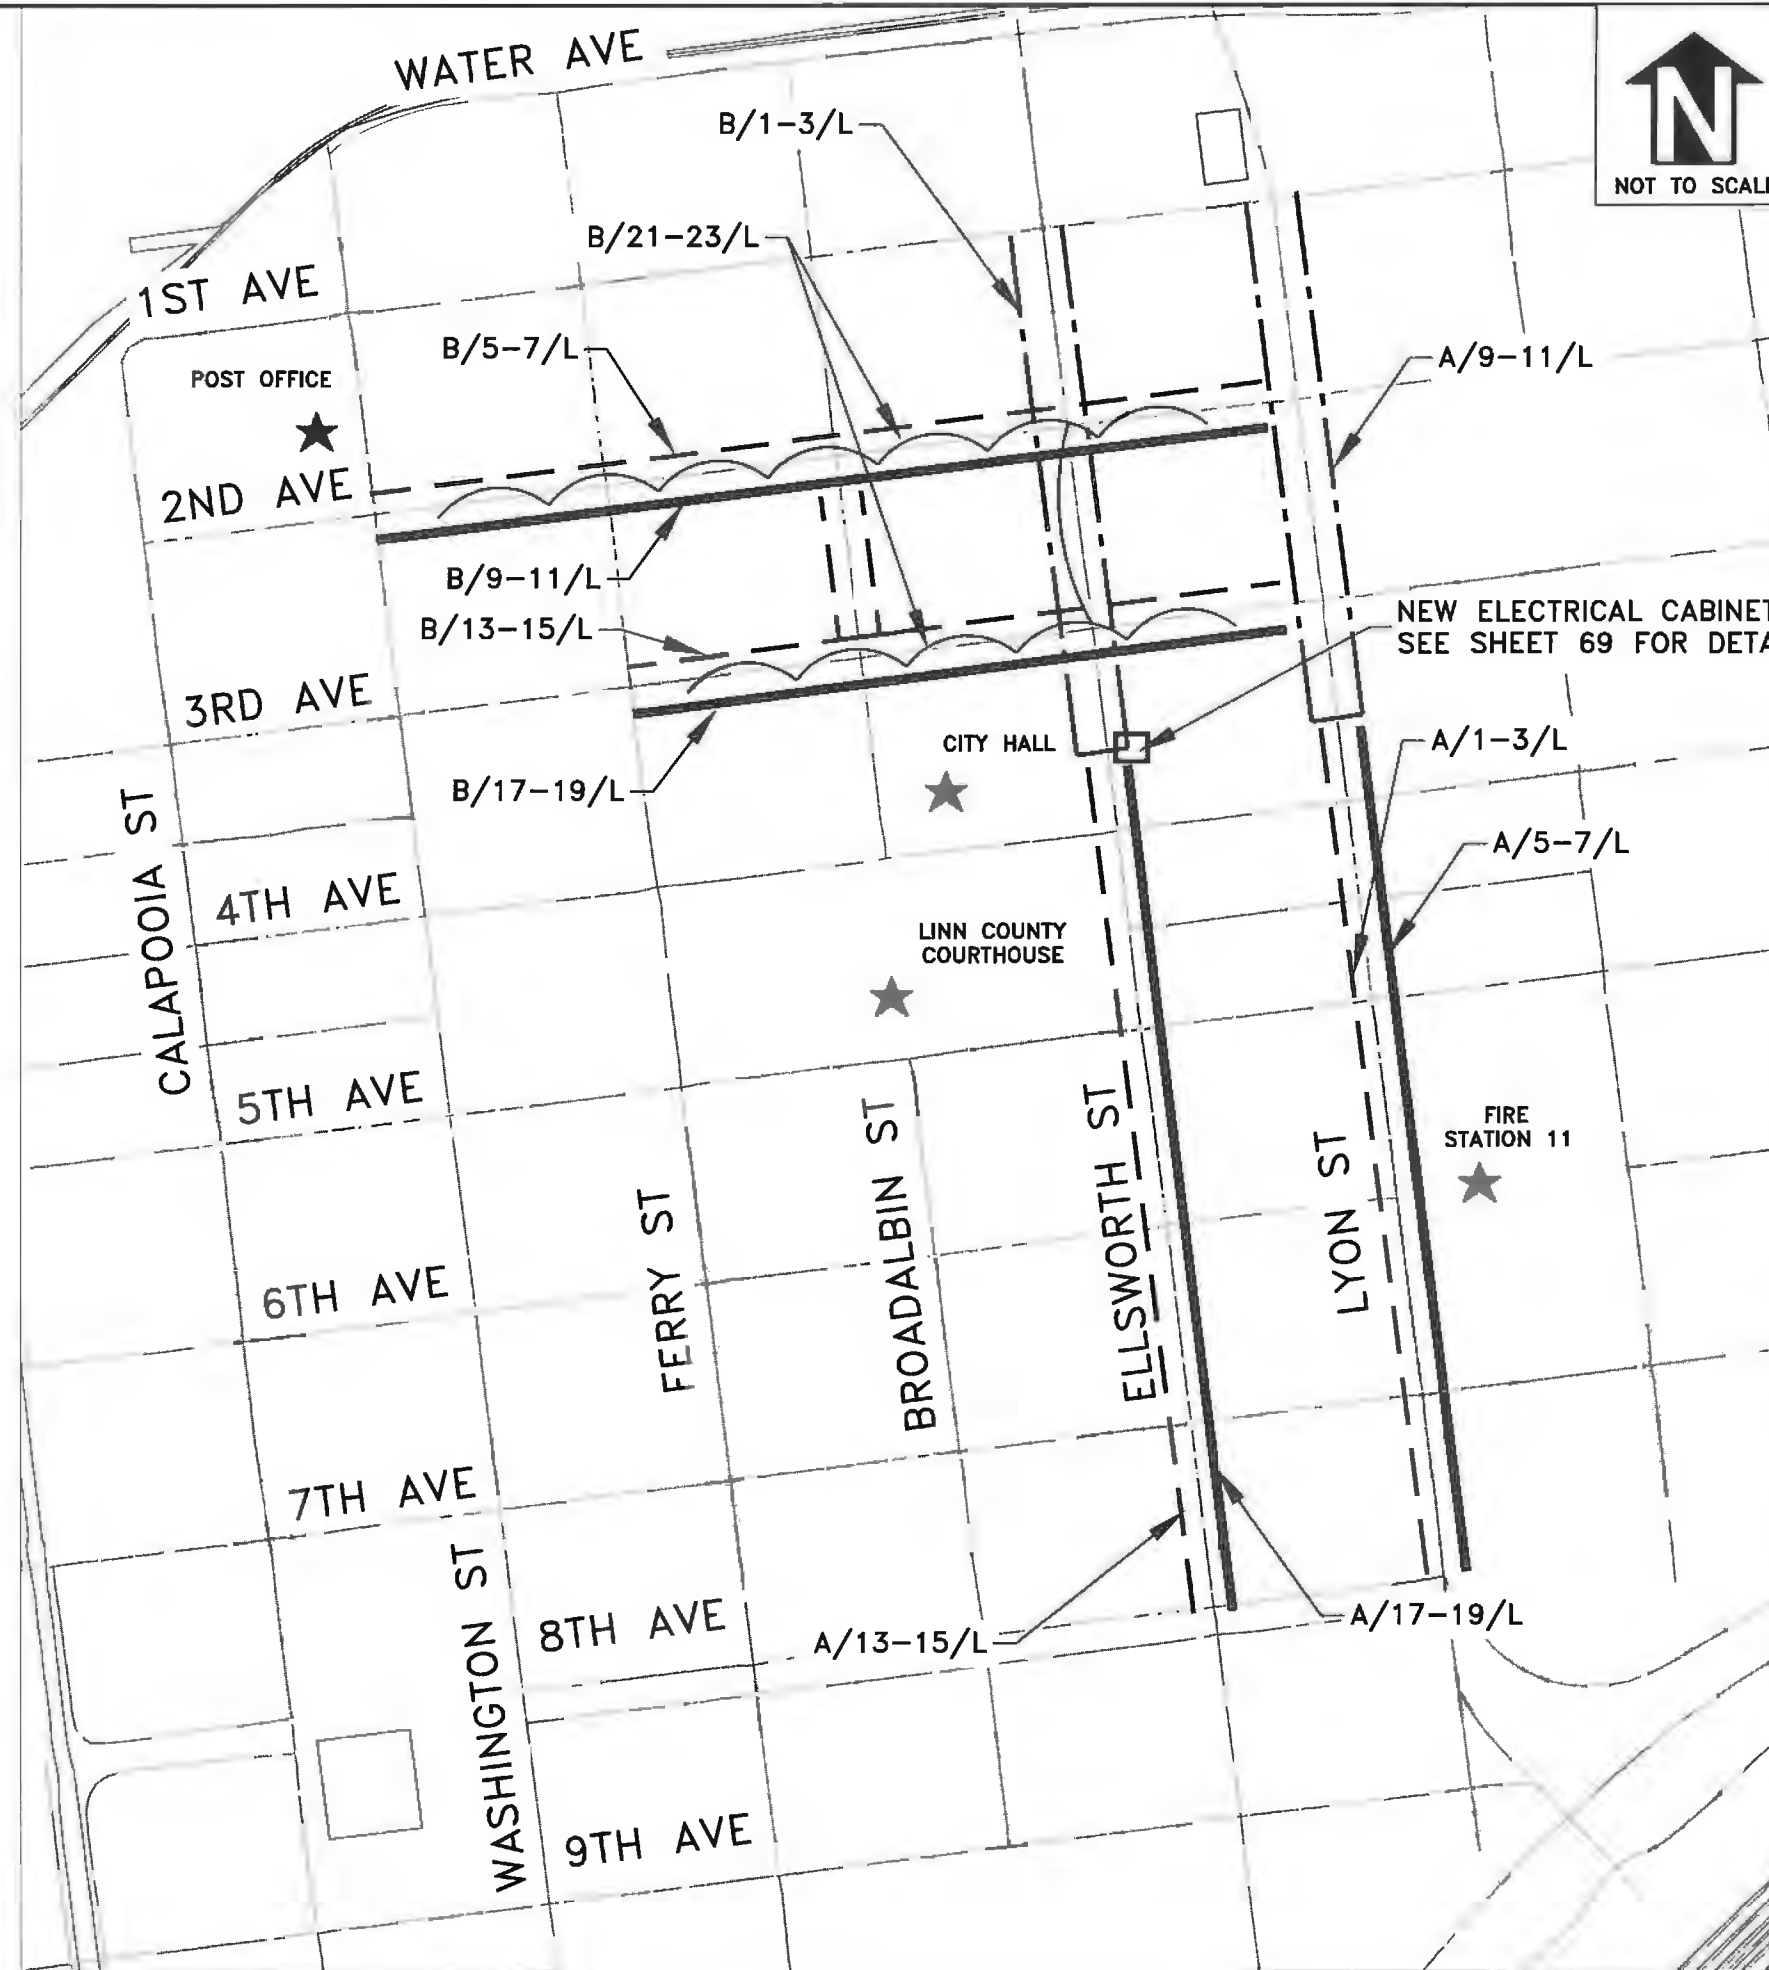 WATER AVE
B/1-3/L
NOT TO SCALE
B/21-23/L
1ST AVE
B/5-7/L
A/9-11/L
POST OFFICE
2ND AVE
B/9-11/L
B/13-15/L
NEW ELECTRICAL CABINET
SEE SHEET 69 FOR DETA
3RD AVE
CITY HALL
A/1-3/L
B/17-19/L
A/5-7/L
CALAPOOIA ST
4TH AVE
LINN COUNTY
COURTHOUSE
5TH AVE
FERRY ST
BROADALBIN ST
ELLSWORTH ST
LYON ST
FIRE
STATION 11
6TH AVE
7TH AVE
WASHINGTON ST
8TH AVE
A/13-15/L
A/17-19/L
9TH AVE
N